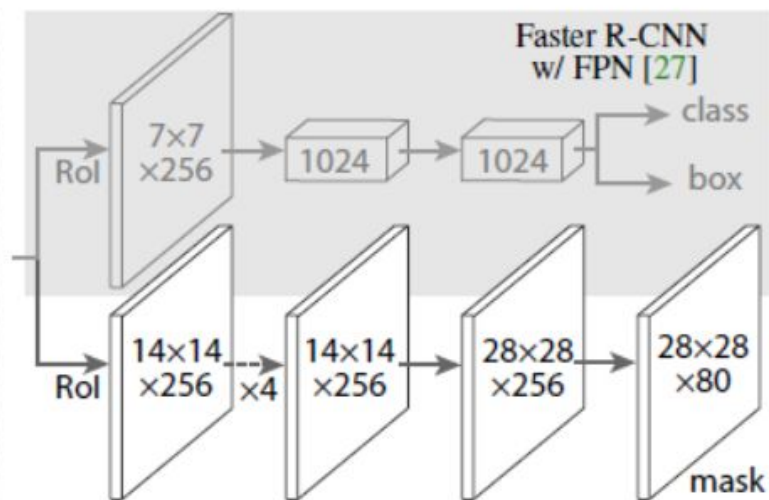 Faster R-CNN
w/ FPN [27]
RoI
7×7
×256
1024
1024
class
box
RoI
14×14
×256
×4
14×14
×256
28×28
×256
28×28
×80
mask